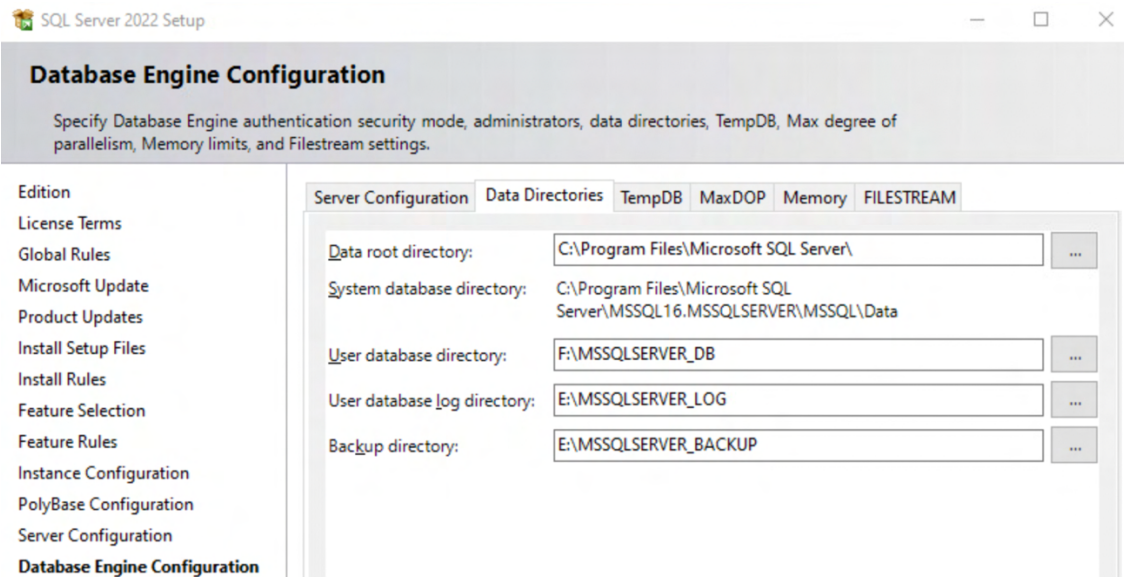 SQL Server 2022 Setup
Database Engine Configuration
Specify Database Engine authentication security mode, administrators, data directories, TempDB, Max degree of
parallelism, Memory limits, and Filestream settings.
Edition
License Terms
Global Rules
Microsoft Update
Product Updates
Install Setup Files
Install Rules
Feature Selection
Feature Rules
Instance Configuration
PolyBase Configuration
Server Configuration
Database Engine Configuration
Server Configuration Data Directories TempDB MaxDOP Memory FILESTREAM
Data root directory: C:\Program Files\Microsoft SQL Server\ ...
System database directory: C:\Program Files\Microsoft SQL
Server\MSSQL16.MSSQLSERVER\MSSQL\Data
User database directory: F:\MSSQLSERVER_DB ...
User database log directory: E:\MSSQLSERVER_LOG ...
Backup directory: E:\MSSQLSERVER_BACKUP ...